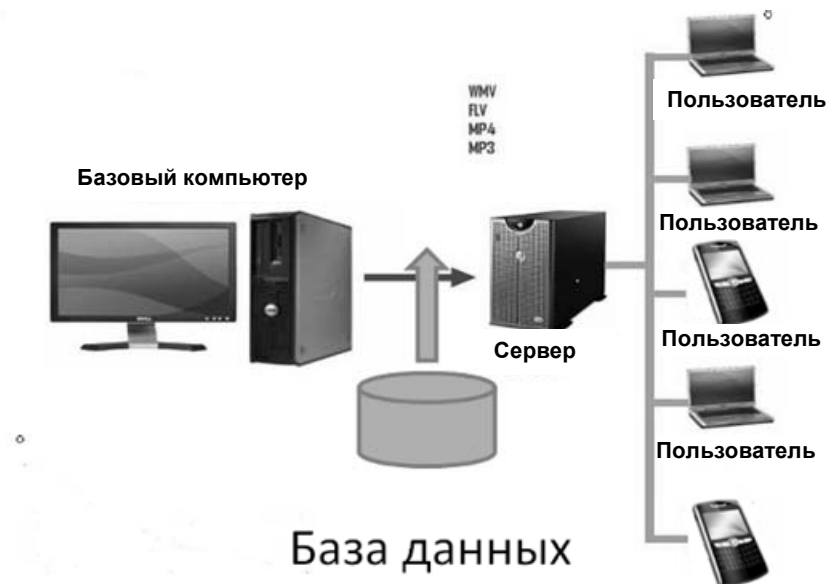 WMV
FLV
MP4
MP3
Базовый компьютер
Сервер
База данных
Пользователь
Пользователь
Пользователь
Пользователь